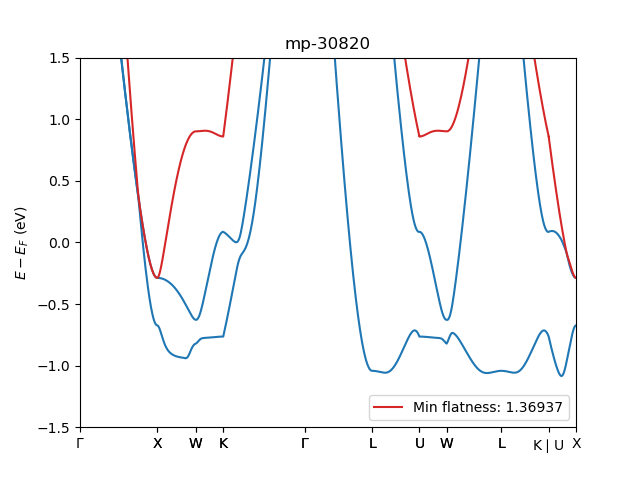 mp-30820
E − E_F (eV)
1.5
1.0
0.5
0.0
−0.5
−1.0
−1.5
Min flatness: 1.36937
Γ X W K Γ L U W L K | U X